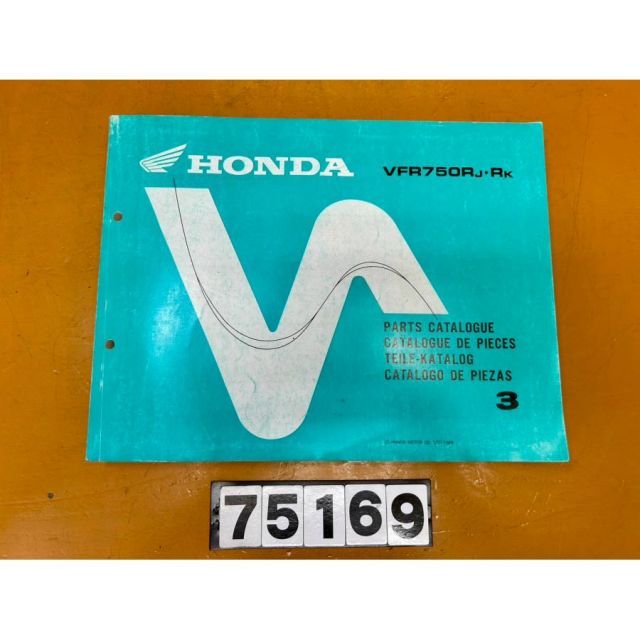 HONDA
VFR750RJ·RK
PARTS CATALOGUE
CATALOGUE DE PIECES
TEILE-KATALOG
CATALOGO DE PIEZAS
3
75169